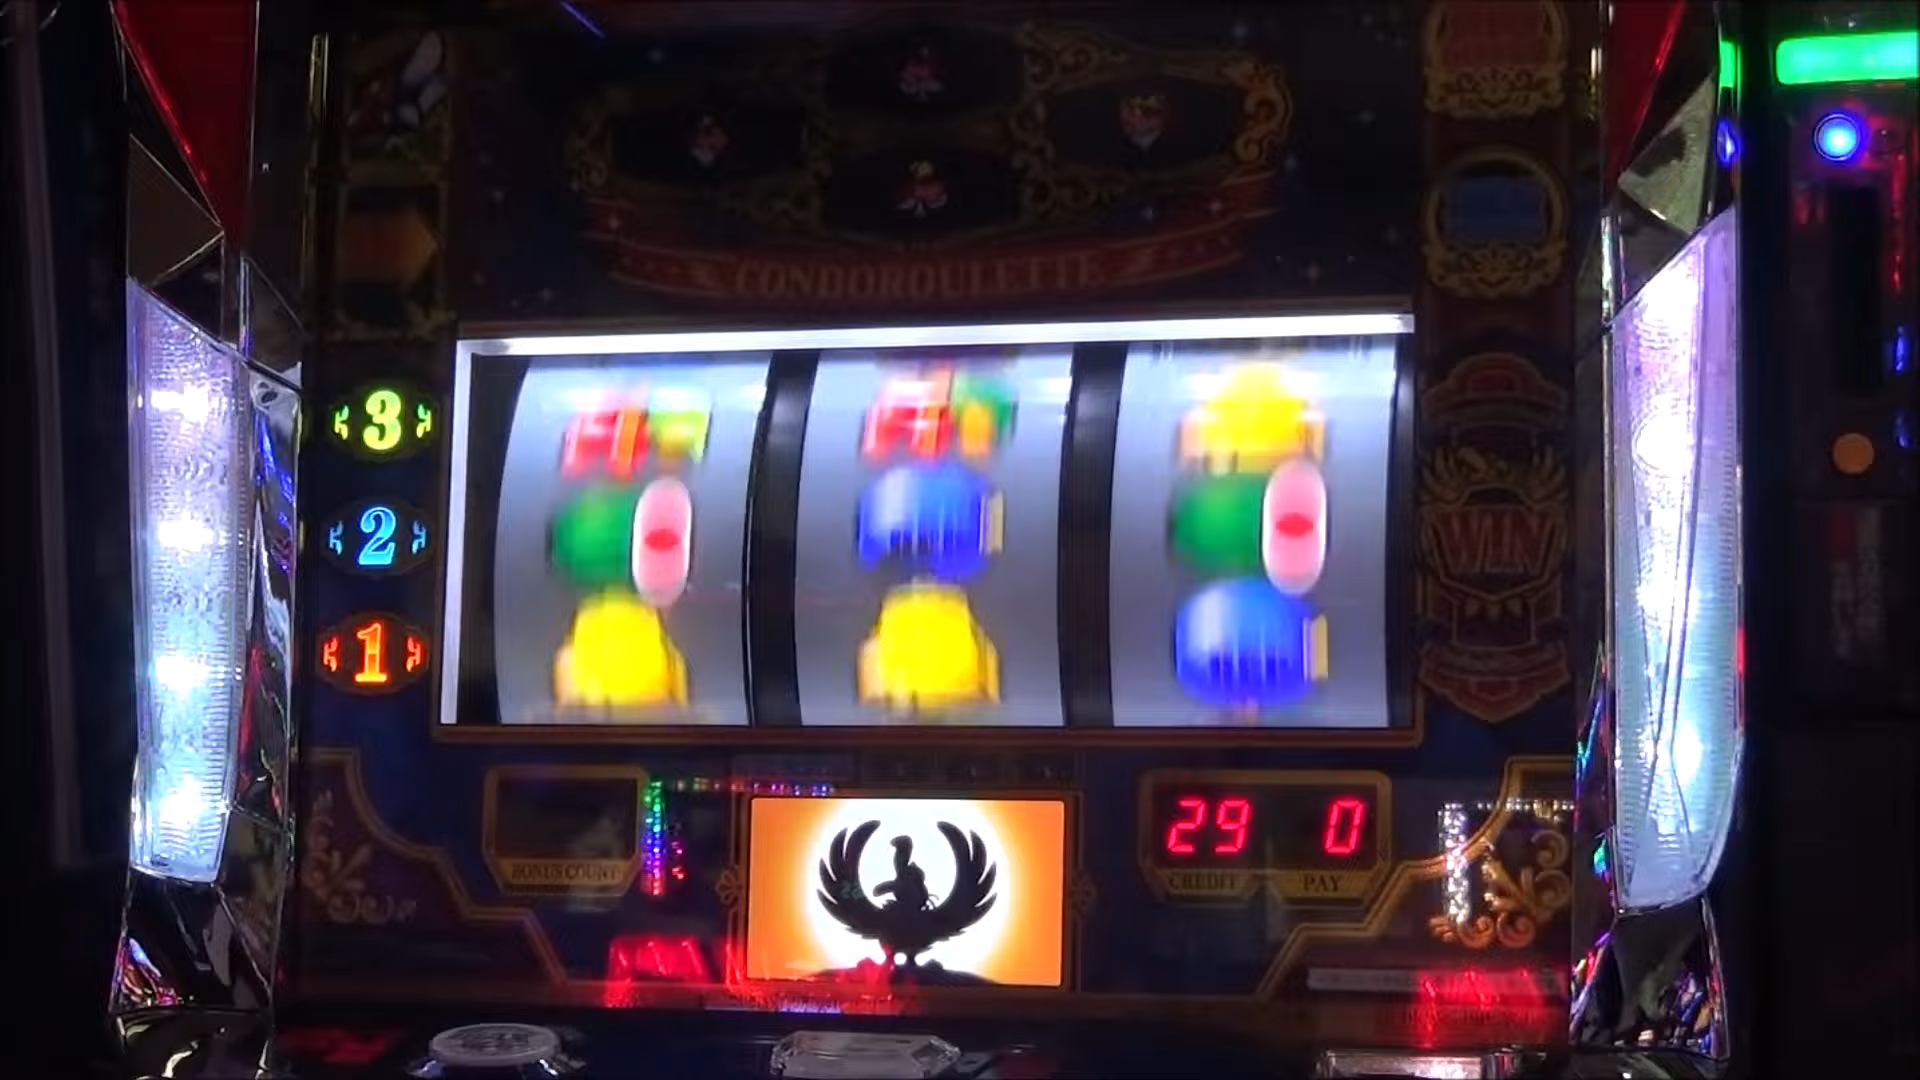 CONDOROULETTE
3
2
1
WIN
29 0
BONUS COUNT
CREDIT PAY